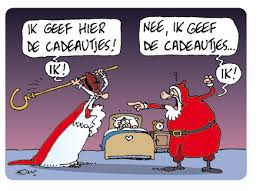 IK GEEF HIER
DE CADEAUTJES!
IK!
NEE, IK GEEF
DE CADEAUTJES...
IK!